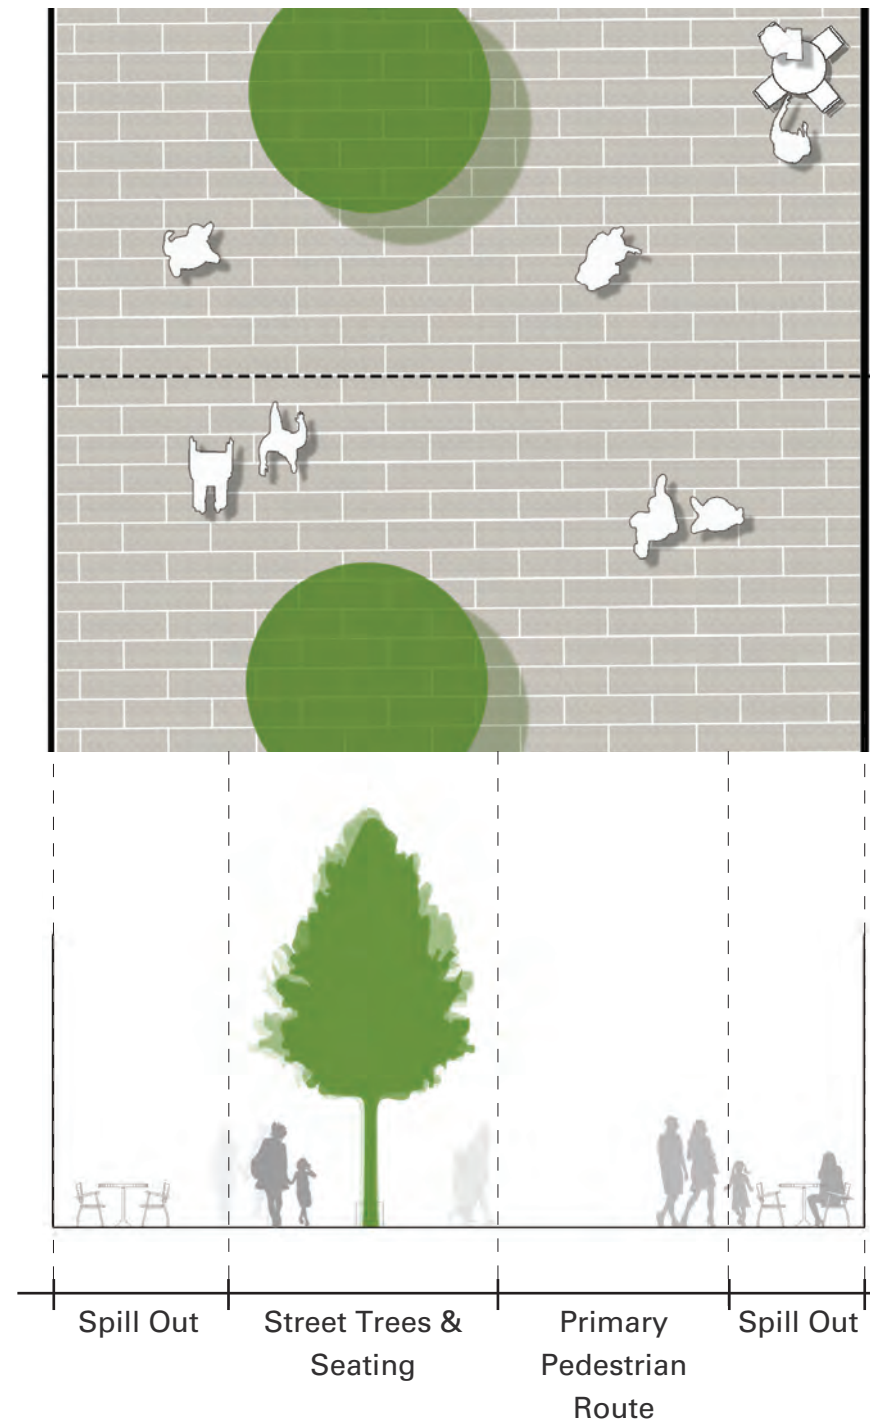 Spill Out
Street Trees &
Seating
Primary
Pedestrian
Route
Spill Out